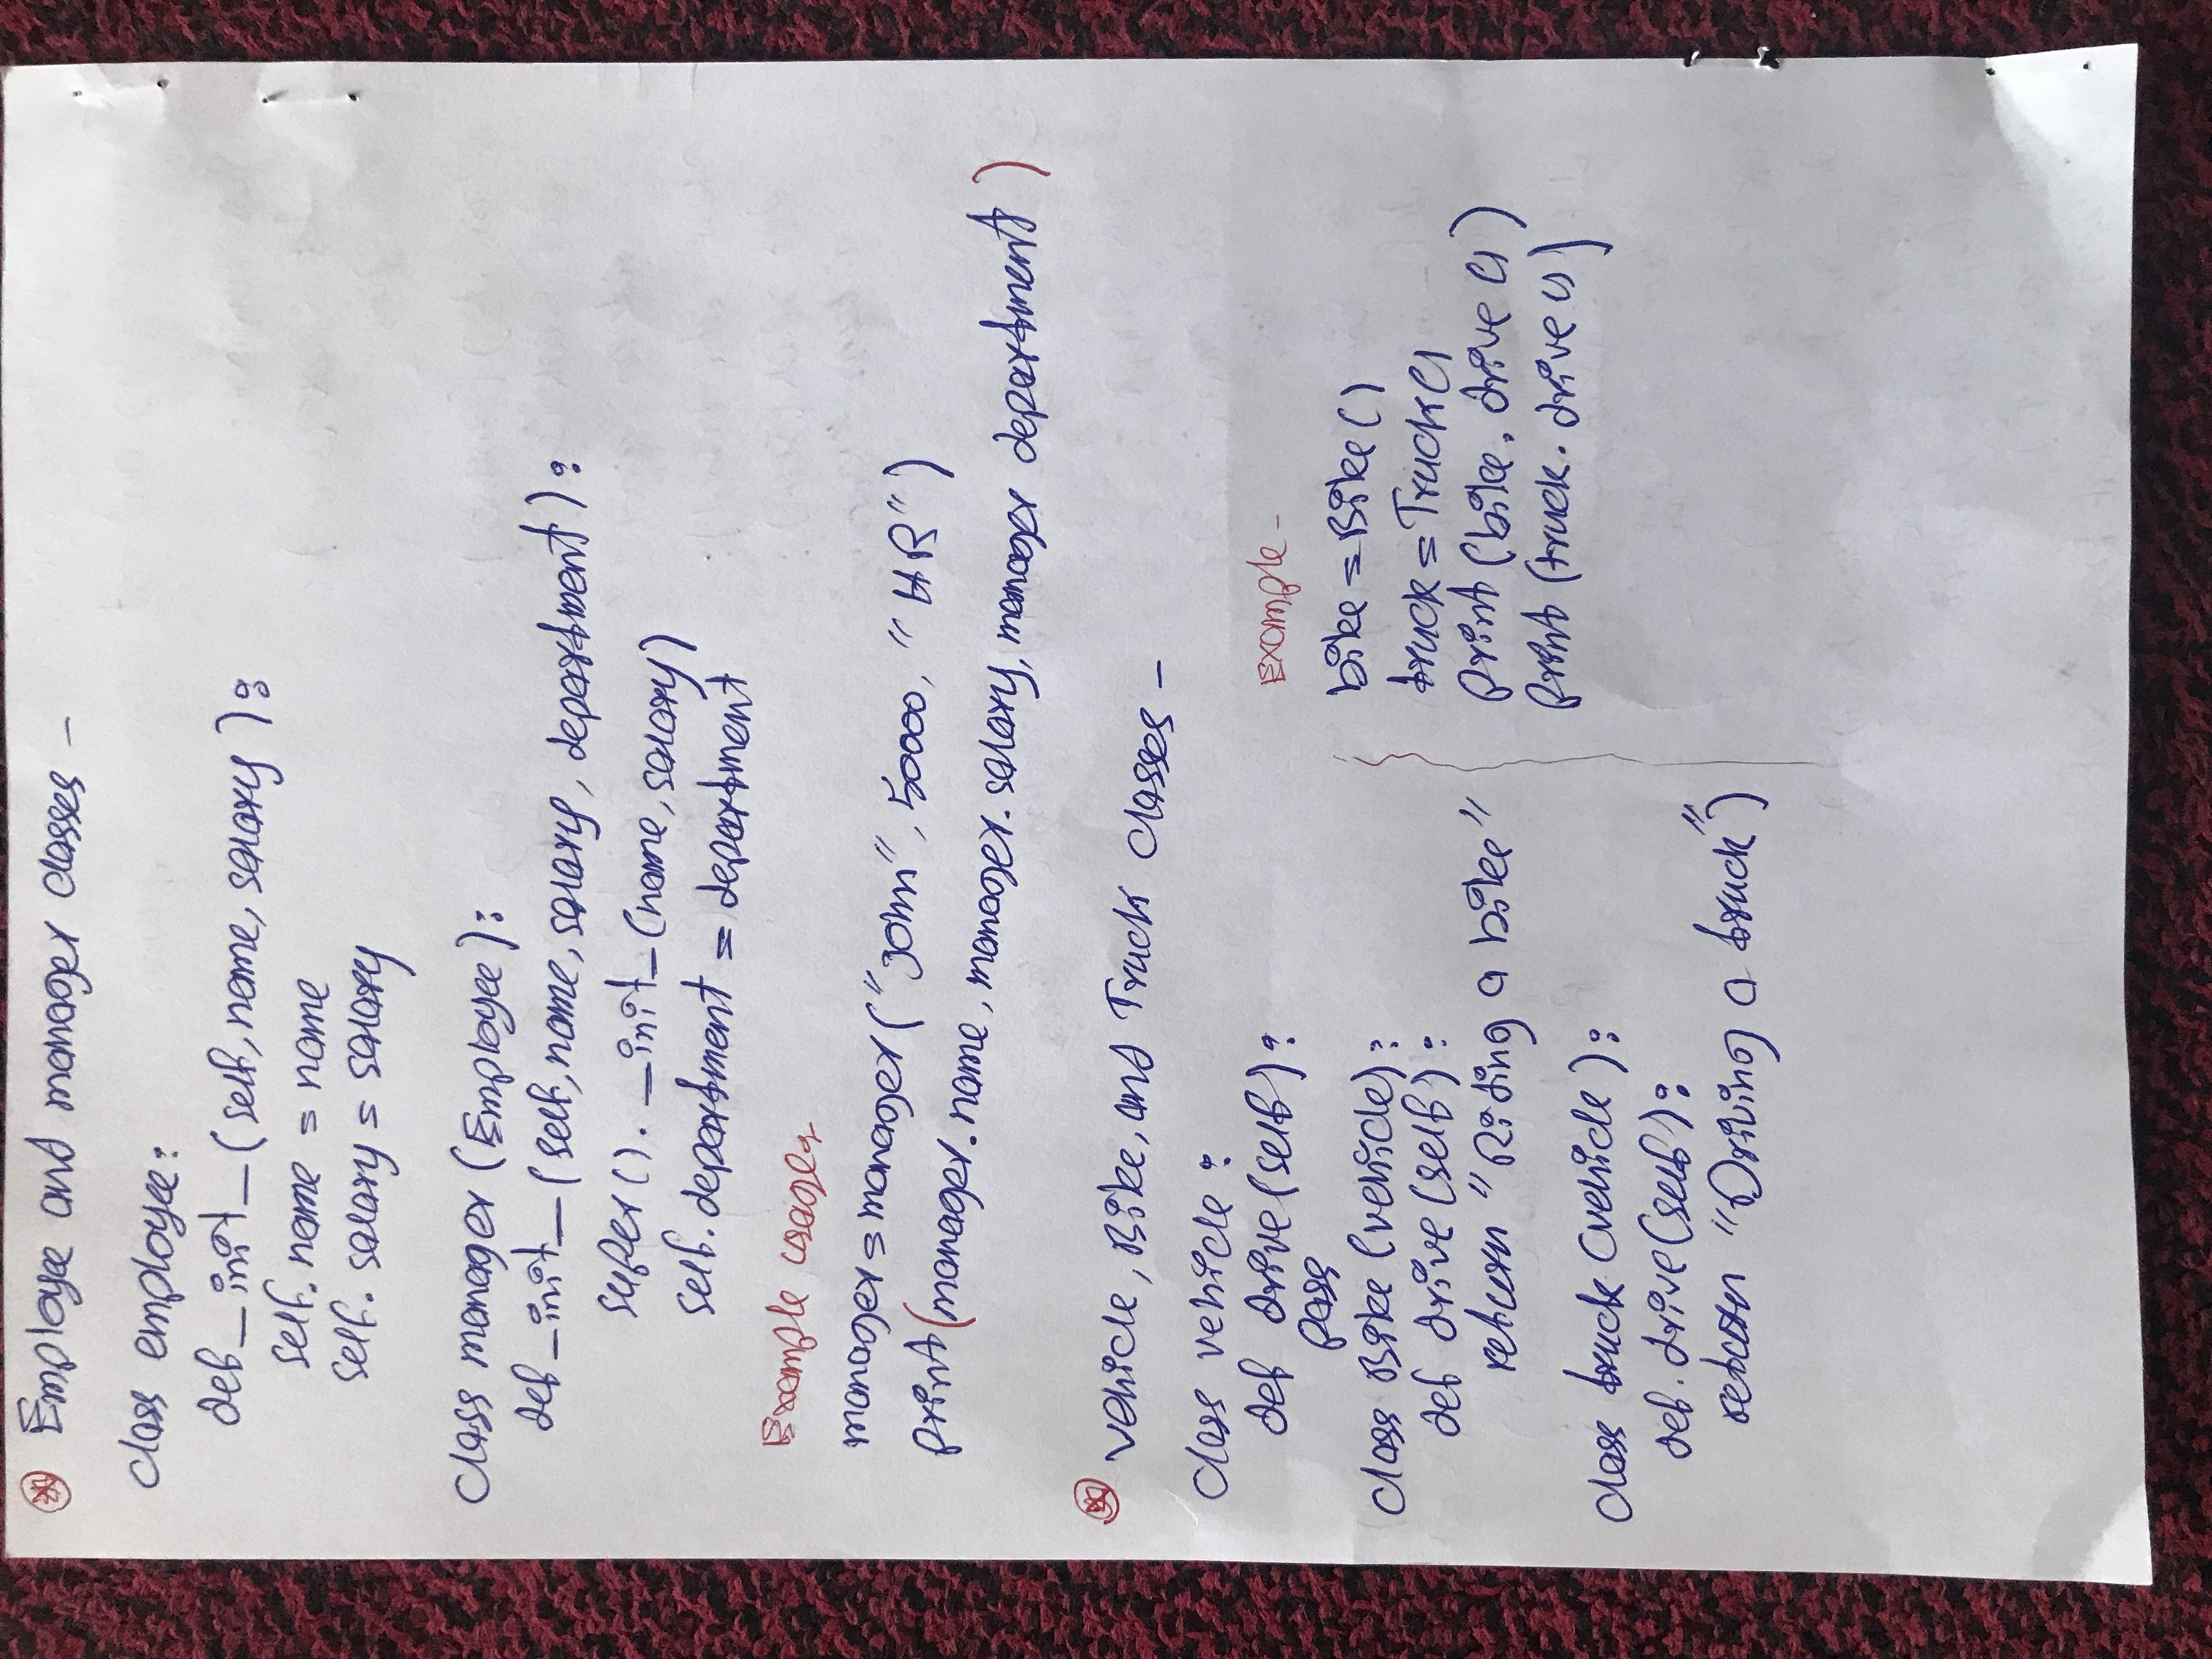 Employee and manager classes -
class employee:
def _init_ (self, name, salary):
self. name = name
self. salary = salary
class manager (Employee):
def _init_ (self, name, salary, department):
super(). _init_ (name, salary)
self. department = department
Example usage:
manager = manager ("John", 50000, "HR")
print (manager. name, manager. salary, manager department)
Vehicle, Bike, and Truck Classes -
class vehicle:
def drive (self):
pass
class Bike (vehicle):
def drive (self):
return "Riding a bike"
class truck (vehicle):
def. drive (self):
return "Driving a truck")
Example -
bike = Bike ()
truck = Truck ()
print (bike. drive ())
print (truck. drive ())